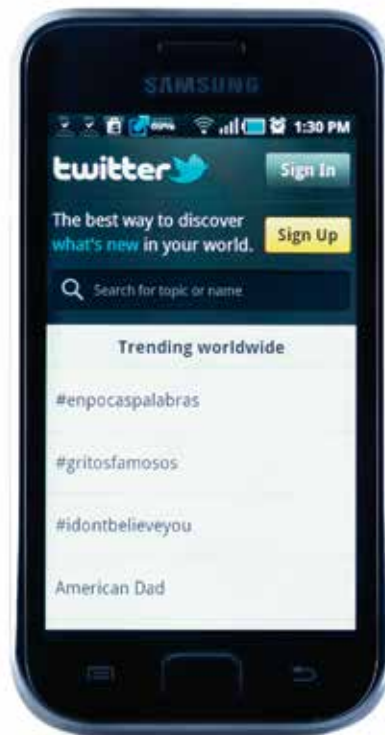 SAMSUNG
69% 1:30 PM
twitter Sign In
The best way to discover
what's new in your world.
Sign Up
Search for topic or name
Trending worldwide
#enpocaspalabras
#gritosfamosos
#idontbelieveyou
American Dad